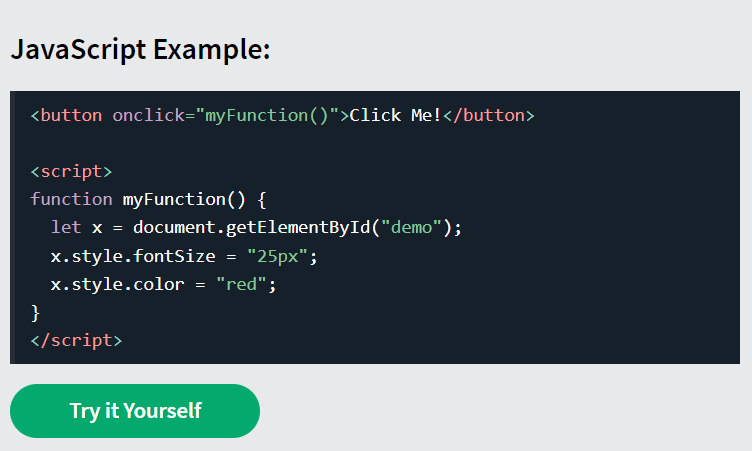 JavaScript Example:
<button onclick="myFunction()">Click Me!</button>
<script>
function myFunction() {
  let x = document.getElementById("demo");
  x.style.fontSize = "25px";
  x.style.color = "red";
}
</script>
Try it Yourself